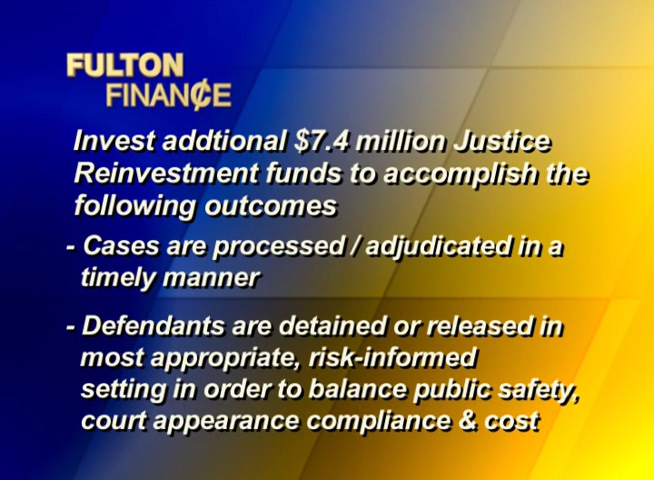 FULTON
FINAN¢E
Invest addtional $7.4 million Justice
Reinvestment funds to accomplish the
following outcomes
- Cases are processed / adjudicated in a
timely manner
- Defendants are detained or released in
most appropriate, risk-informed
setting in order to balance public safety,
court appearance compliance & cost